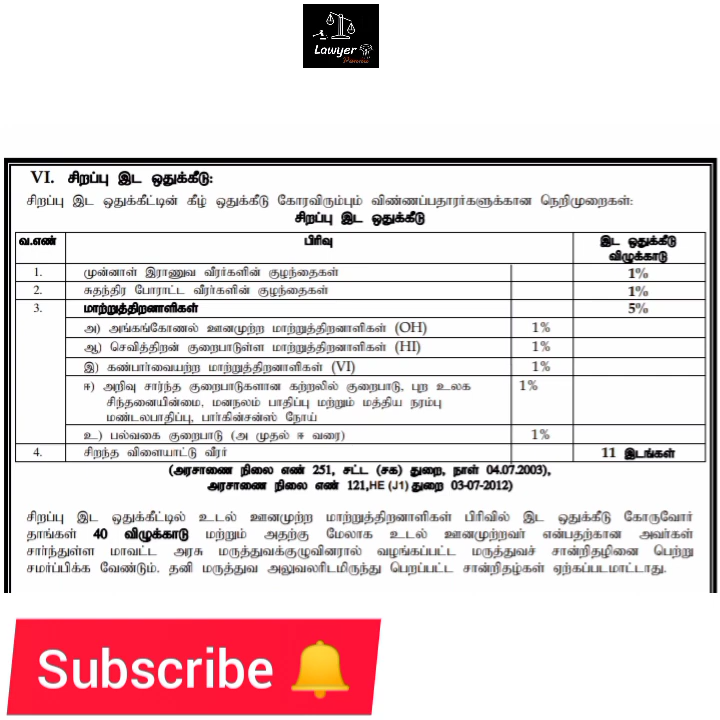 Lawyer
VI. சிறப்பு இட ஒதுக்கீடு:
சிறப்பு இட ஒதுக்கீட்டின் கீழ் ஒதுக்கீடு கோரவிரும்பும் விண்ணப்பதாரர்களுக்கான நெறிமுறைகள்:
சிறப்பு இட ஒதுக்கீடு
வ.எண் பிரிவு இட ஒதுக்கீடு
விழுக்காடு
1. முன்னாள் இராணுவ வீரர்களின் குழந்தைகள் 1%
2. சுதந்திர போராட்ட வீரர்களின் குழந்தைகள் 1%
3. மாற்றுத்திறனாளிகள் 5%
அ) அங்கங்கோணல் ஊனமுற்ற மாற்றுத்திறனாளிகள் (OH) 1%
ஆ) செவித்திறன் குறைபாடுள்ள மாற்றுத்திறனாளிகள் (HI) 1%
இ) கண்பார்வையற்ற மாற்றுத்திறனாளிகள் (VI) 1%
ஈ) அறிவு சார்ந்த குறைபாடுகளான கற்றலில் குறைபாடு, புற உலக 1%
சிந்தனையின்மை, மனநலம் பாதிப்பு மற்றும் மத்திய நரம்பு
மண்டலபாதிப்பு, பார்கின்சன்ஸ் நோய்
உ) பல்வகை குறைபாடு (அ முதல் ஈ வரை) 1%
4. சிறந்த விளையாட்டு வீரர் 11 இடங்கள்
(அரசாணை நிலை எண் 251, சட்ட (சக) துறை, நாள் 04.07.2003),
அரசாணை நிலை எண் 121,HE (J1) துறை 03-07-2012)
சிறப்பு இட ஒதுக்கீட்டில் உடல் ஊனமுற்ற மாற்றுத்திறனாளிகள் பிரிவில் இட ஒதுக்கீடு கோருவோர்
தாங்கள் 40 விழுக்காடு மற்றும் அதற்கு மேலாக உடல் ஊனமுற்றவர் என்பதற்கான அவர்கள்
சார்ந்துள்ள மாவட்ட அரசு மருத்துவக்குழுவினரால் வழங்கப்பட்ட மருத்துவச் சான்றிதழினை பெற்று
சமர்ப்பிக்க வேண்டும். தனி மருத்துவ அலுவலரிடமிருந்து பெறப்பட்ட சான்றிதழ்கள் ஏற்கப்படமாட்டாது.
Subscribe